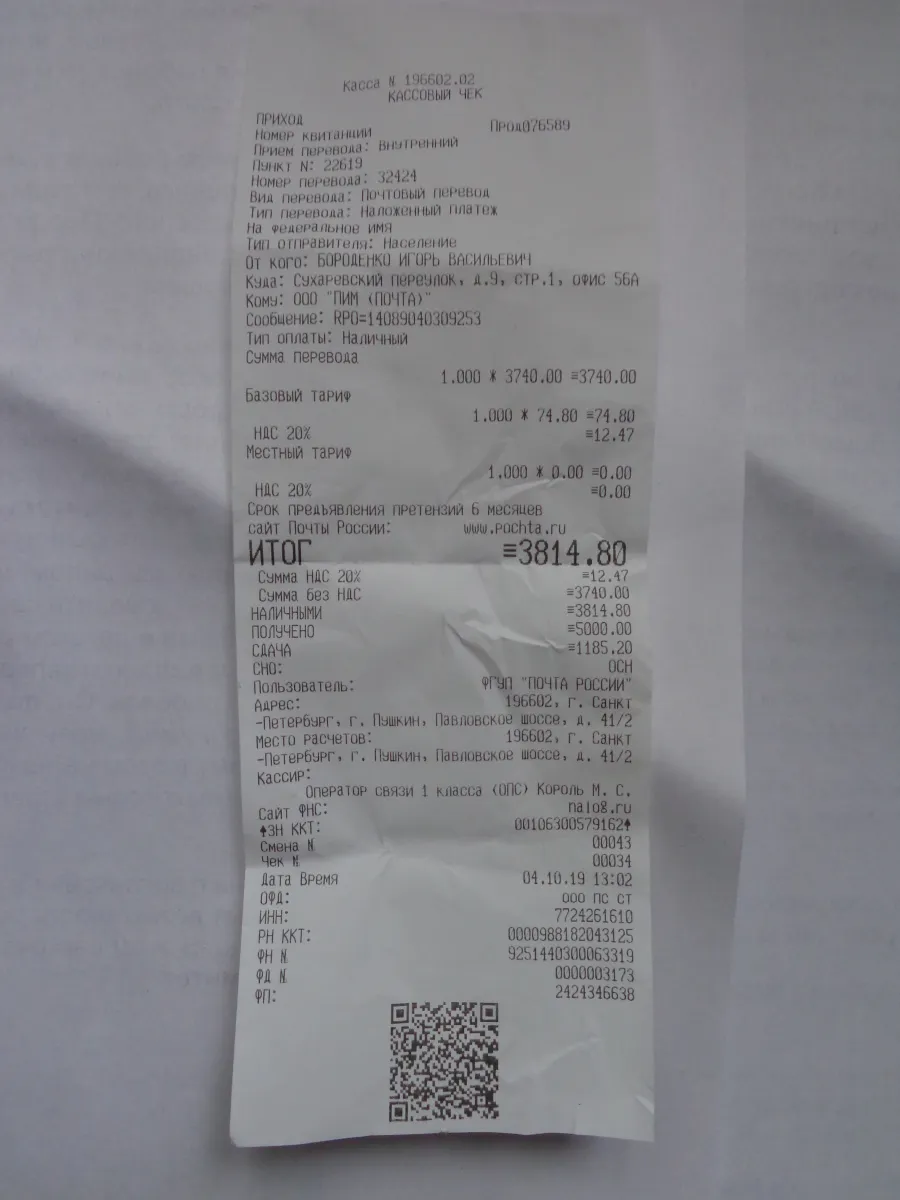 Касса № 196602.02
КАССОВЫЙ ЧЕК
ПРИХОД
Номер квитанции ПРОД076589
Прием перевода: Внутренний
Пункт N: 22619
Номер перевода: 32424
Вид перевода: Почтовый перевод
Тип перевода: Наложенный платеж
На федеральное имя
Тип отправителя: Население
От кого: БОРОДЕНКО ИГОРЬ ВАСИЛЬЕВИЧ
Куда: Сухаревский переулок, д.9, СТР.1, офис 56А
Кому: ООО "ПИМ (ПОЧТА)"
Сообщение: RPO=14089040309253
Тип оплаты: Наличный
Сумма перевода
1.000 * 3740.00 ≡3740.00
Базовый тариф
1.000 * 74.80 ≡74.80
НДС 20% ≡12.47
Местный тариф
1.000 * 0.00 ≡0.00
НДС 20% ≡0.00
Срок предьявления претензий 6 месяцев
сайт Почты России: www.pochta.ru
ИТОГ ≡3814.80
Сумма НДС 20% ≡12.47
Сумма без НДС ≡3740.00
НАЛИЧНЫМИ ≡3814.80
ПОЛУЧЕНО ≡5000.00
СДАЧА ≡1185.20
СНО: ОСН
Пользователь: ФГУП "ПОЧТА РОССИИ"
Адрес: 196602, г. Санкт
-Петербург, г. Пушкин, Павловское шоссе, д. 41/2
Место расчетов: 196602, г. Санкт
-Петербург, г. Пушкин, Павловское шоссе, д. 41/2
Кассир:
Оператор связи 1 класса (ОПС) Король М. С.
Сайт ФНС: nalog.ru
↑ЗН ККТ: 00106300579162↑
Смена № 00043
Чек № 00034
Дата Время 04.10.19 13:02
ОФД: ООО ПС СТ
ИНН: 7724261610
РН ККТ: 0000988182043125
ФН № 9251440300063319
ФД № 0000003173
ФП: 2424346638